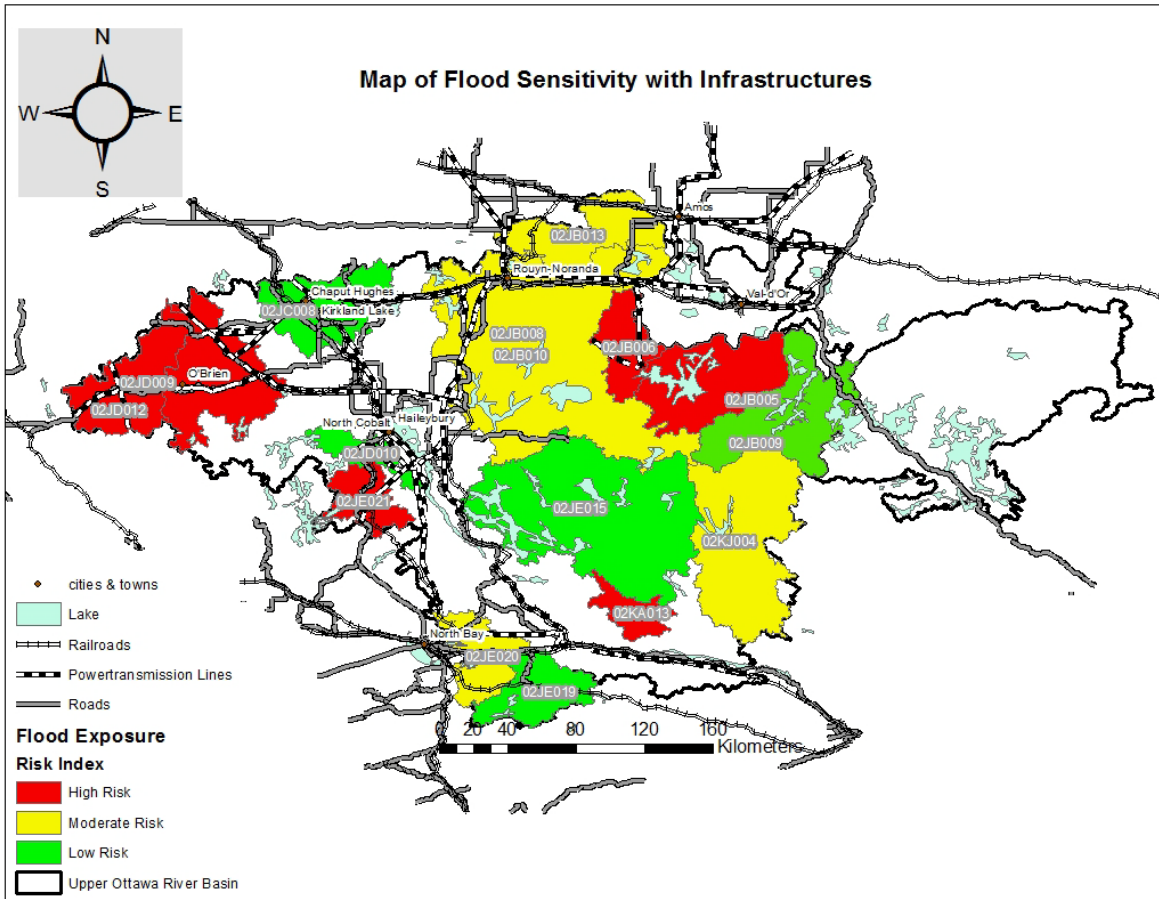 N
W E
S
Map of Flood Sensitivity with Infrastructures
Amos
02JB013
Rouyn-Noranda
Chaput Hughes
02JC008
Kirkland Lake
Val-d'Or
02JB008
02JB006
02JB010
O'Brien
02JD009
02JB005
02JD012
North Cobalt
Haileybury
02JB009
02JD010
02JE021
02JE015
02KJ004
02KA013
North Bay
02JE020
02JE019
0 20 40 80 120 160
Kilometers
cities & towns
Lake
Railroads
Powertransmission Lines
Roads
Flood Exposure
Risk Index
High Risk
Moderate Risk
Low Risk
Upper Ottawa River Basin